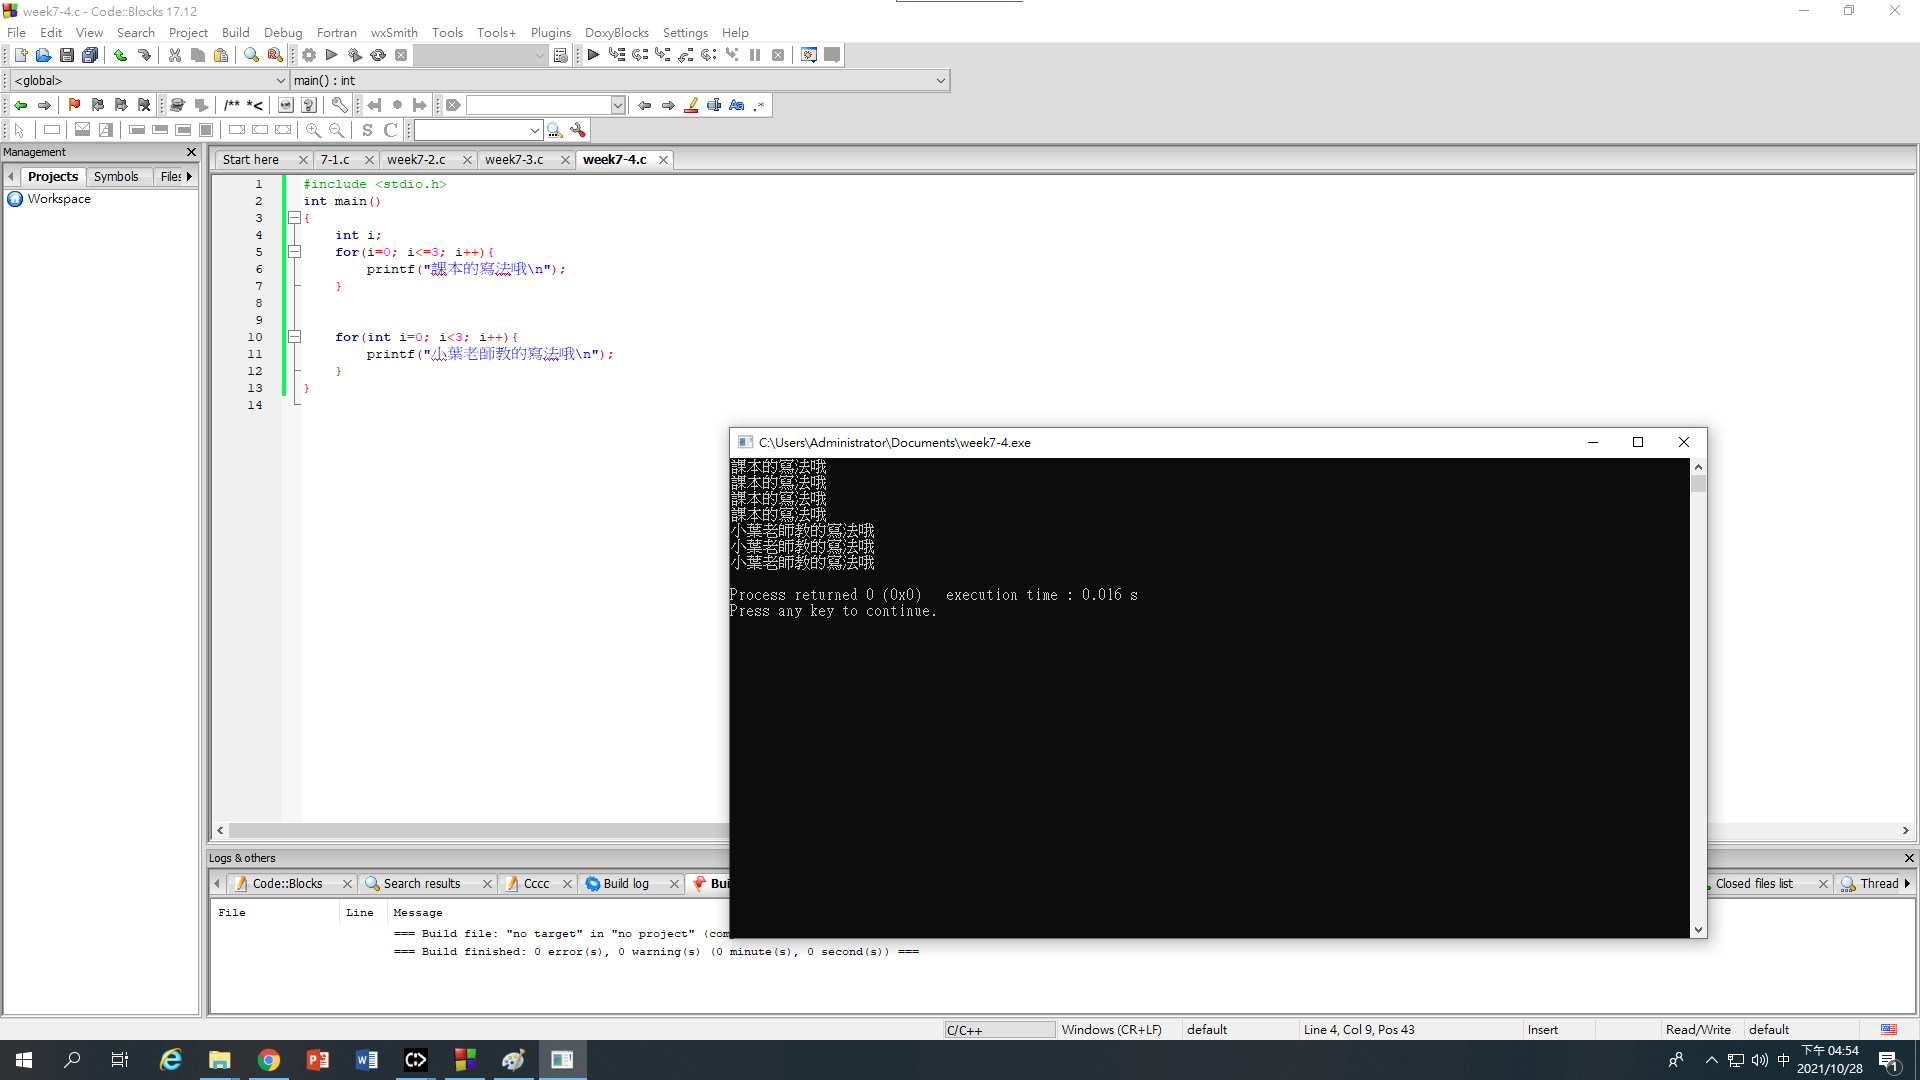 week7-4.c - Code::Blocks 17.12
File Edit View Search Project Build Debug Fortran wxSmith Tools Tools+ Plugins DoxyBlocks Settings Help
<global> main() : int
/** *<
Aa .*
S C
Management
Projects Symbols Files
Workspace
Start here 7-1.c week7-2.c week7-3.c week7-4.c
1 #include <stdio.h>
2 int main()
3 {
4 int i;
5 for(i=0; i<=3; i++){
6 printf("課本的寫法哦\n");
7 }
8
9
10 for(int i=0; i<3; i++){
11 printf("小葉老師教的寫法哦\n");
12 }
13 }
14
C:\Users\Administrator\Documents\week7-4.exe
課本的寫法哦
課本的寫法哦
課本的寫法哦
課本的寫法哦
小葉老師教的寫法哦
小葉老師教的寫法哦
小葉老師教的寫法哦
Process returned 0 (0x0) execution time : 0.016 s
Press any key to continue.
Logs & others
Code::Blocks Search results Cccc Build log Bui Closed files list Thread
File Line Message
=== Build file: "no target" in "no project" (com
=== Build finished: 0 error(s), 0 warning(s) (0 minute(s), 0 second(s)) ===
C/C++ Windows (CR+LF) default Line 4, Col 9, Pos 43 Insert Read/Write default
中 下午 04:54
2021/10/28
1